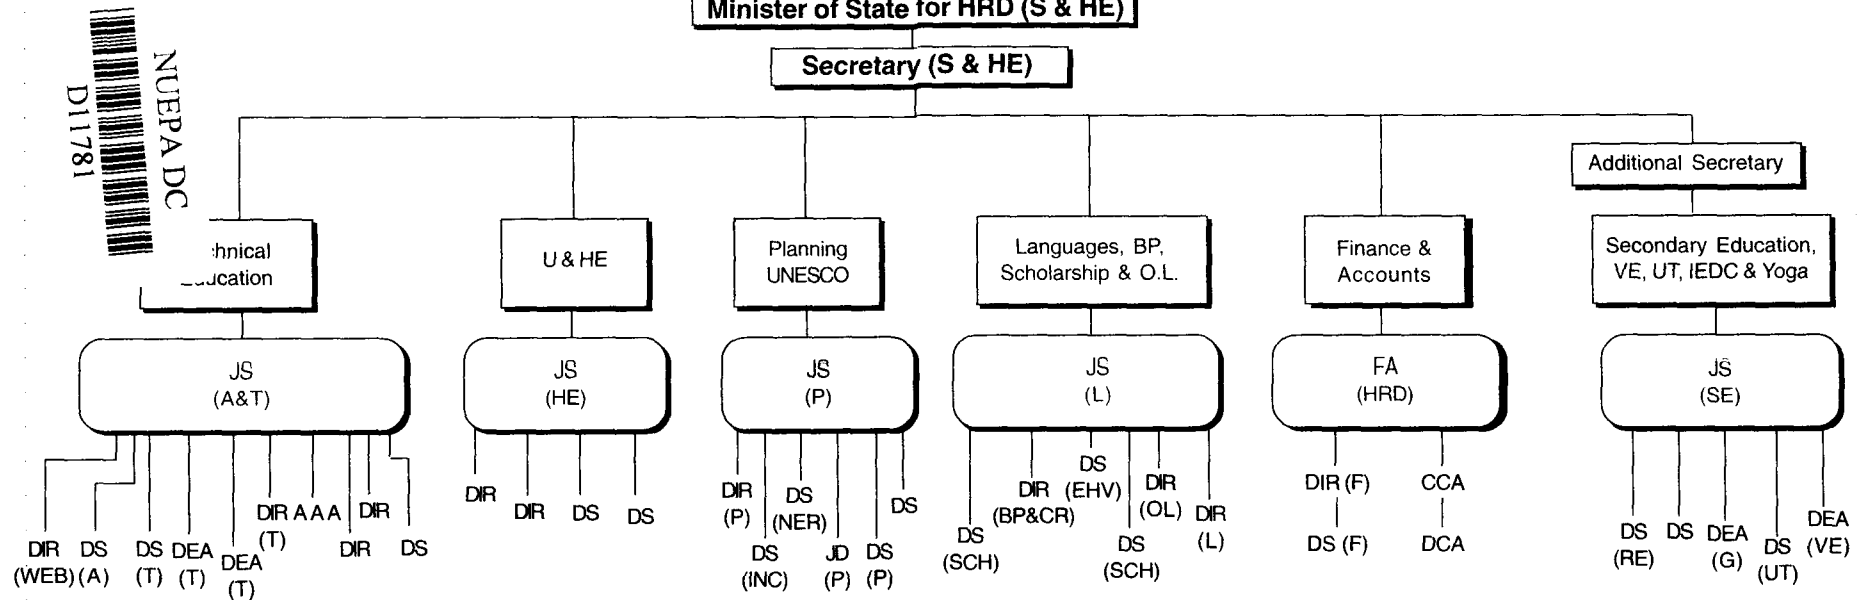 Minister of State for HRD (S & HE)
Secretary (S & HE)
NUEPA DC
D11781
Additional Secretary
chnical
ucation
U & HE
Planning
UNESCO
Languages, BP,
Scholarship & O.L.
Finance &
Accounts
Secondary Education,
VE, UT, IEDC & Yoga
JS
(A&T)
JS
(HE)
JS
(P)
JS
(L)
FA
(HRD)
JS
(SE)
DIR
(WEB)
DS
(A)
DS
(T)
DEA
(T)
DEA
(T)
DIR
(T)
A A A
DIR
DIR
DS
DIR
DIR
DS
DS
DIR
(P)
DS
(INC)
DS
(NER)
JD
(P)
DS
(P)
DS
DS
(SCH)
DIR
(BP&CR)
DS
(EHV)
DS
(SCH)
DIR
(OL)
DIR
(L)
DIR (F)
DS (F)
CCA
DCA
DS
(RE)
DS
DEA
(G)
DS
(UT)
DEA
(VE)